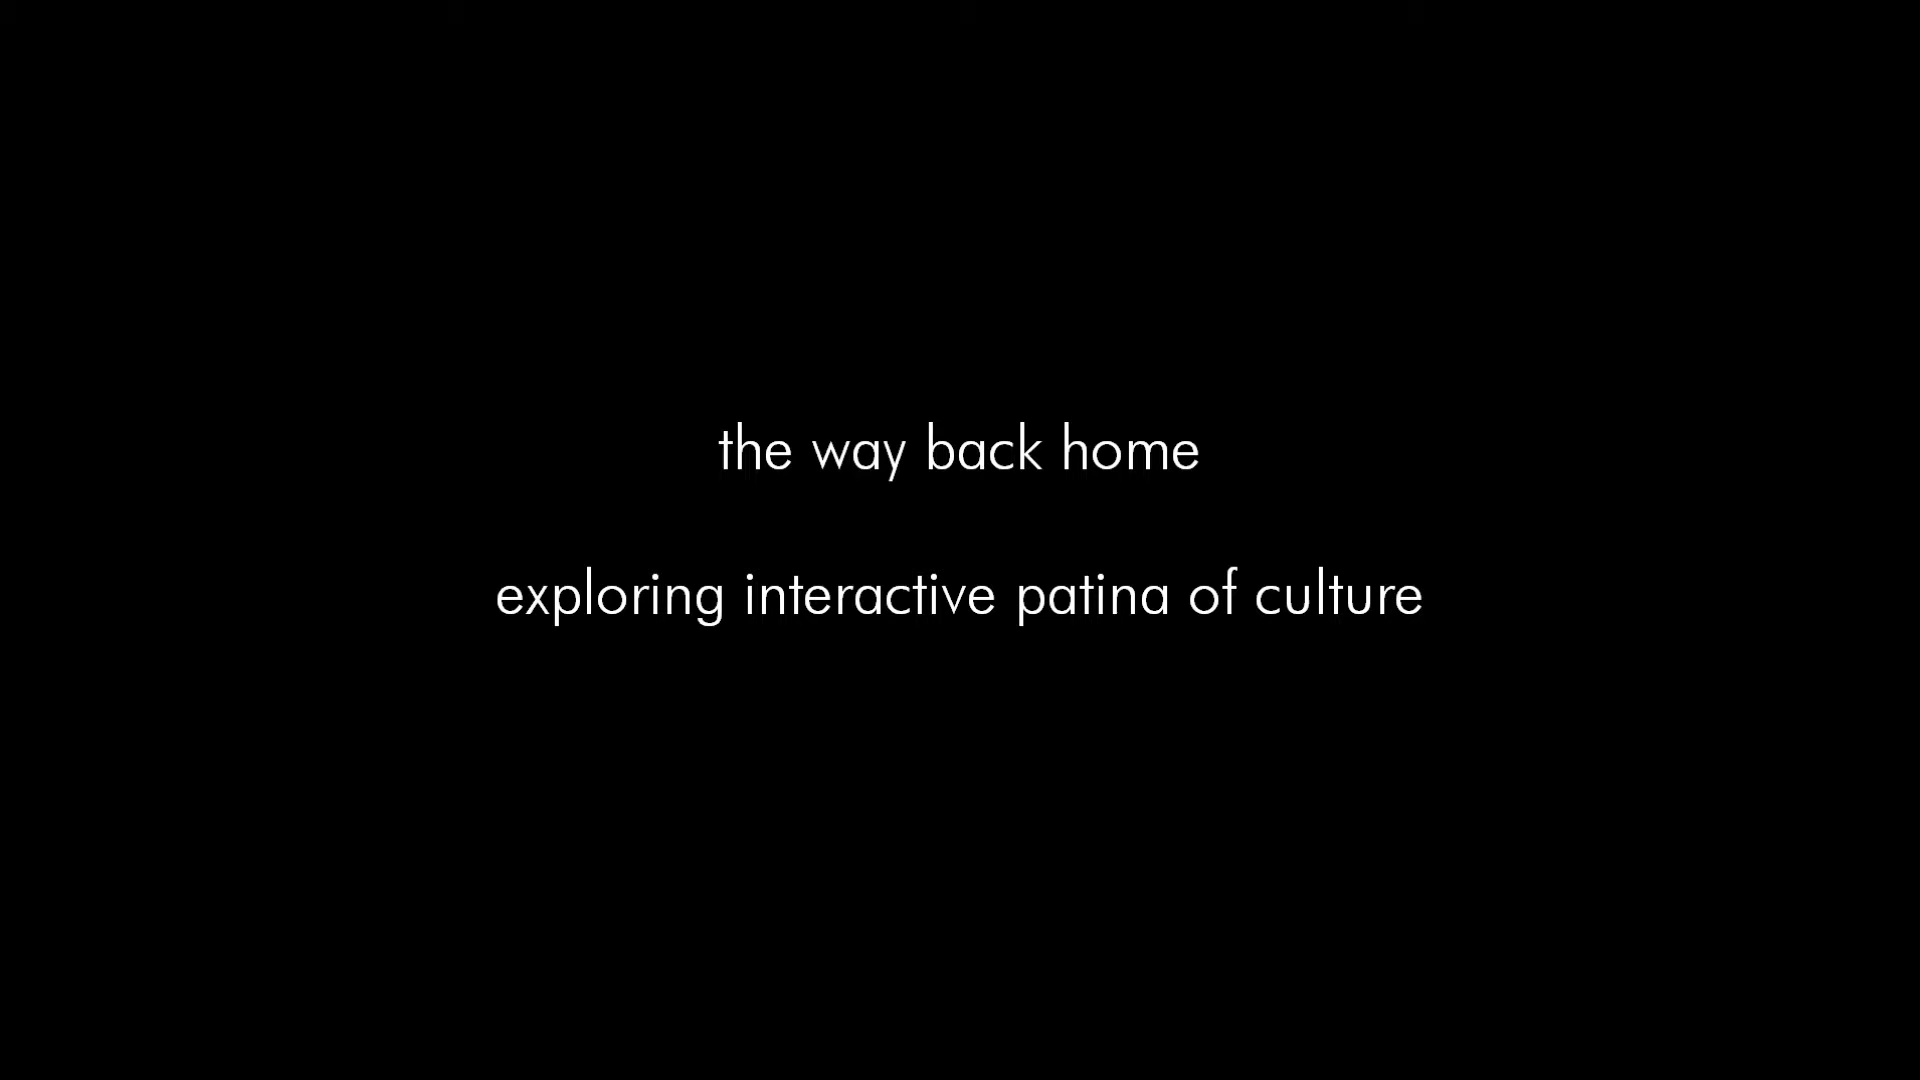 the way back home
exploring interactive patina of culture